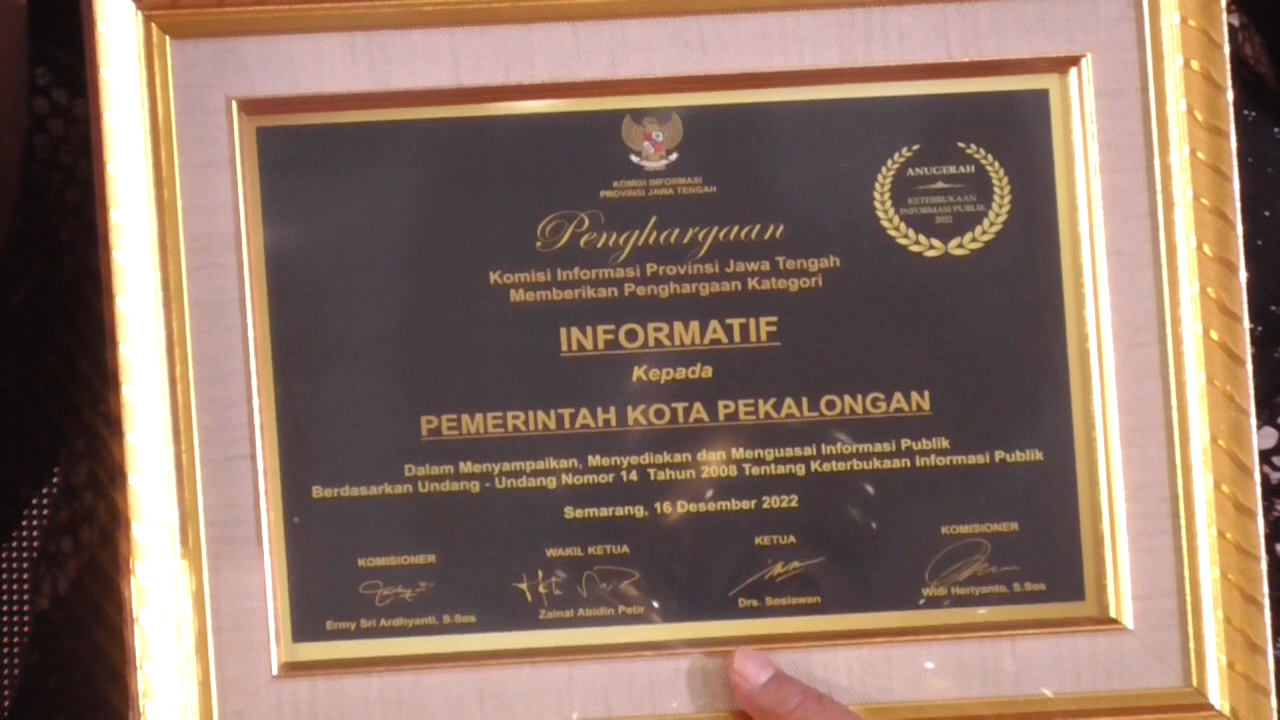 KOMISI INFORMASI
PROVINSI JAWA TENGAH
ANUGERAH
KETERBUKAAN
INFORMASI PUBLIK
2022
Penghargaan
Komisi Informasi Provinsi Jawa Tengah
Memberikan Penghargaan Kategori
INFORMATIF
Kepada
PEMERINTAH KOTA PEKALONGAN
Dalam Menyampaikan, Menyediakan dan Menguasai Informasi Publik
Berdasarkan Undang - Undang Nomor 14 Tahun 2008 Tentang Keterbukaan Informasi Publik
Semarang, 16 Desember 2022
KOMISIONER
Ermy Sri Ardhyanti, S.Sos
WAKIL KETUA
Zainal Abidin Petir
KETUA
Drs. Sosiawan
KOMISIONER
Widi Heriyanto, S.Sos